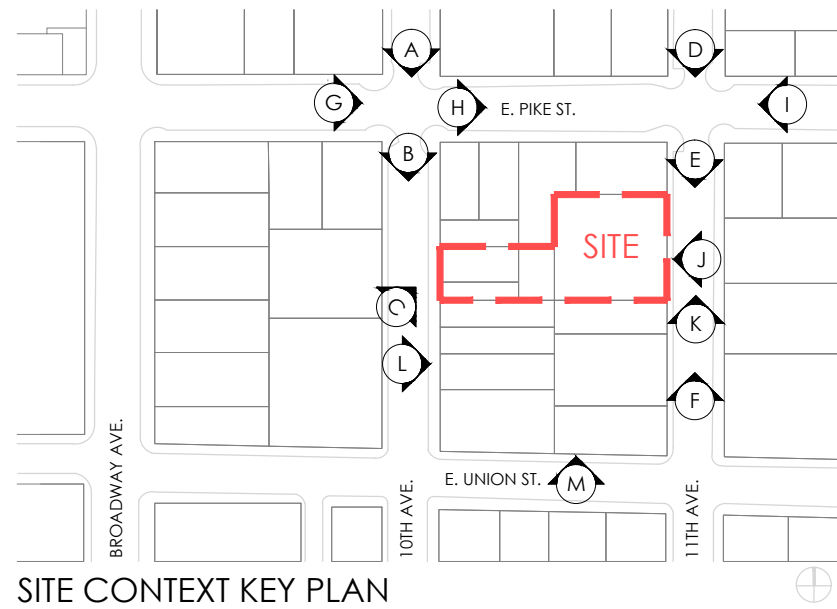 A
D
G
H
E. PIKE ST.
I
B
E
SITE
J
C
K
L
F
BROADWAY AVE.
E. UNION ST.
M
10TH AVE.
11TH AVE.
SITE CONTEXT KEY PLAN